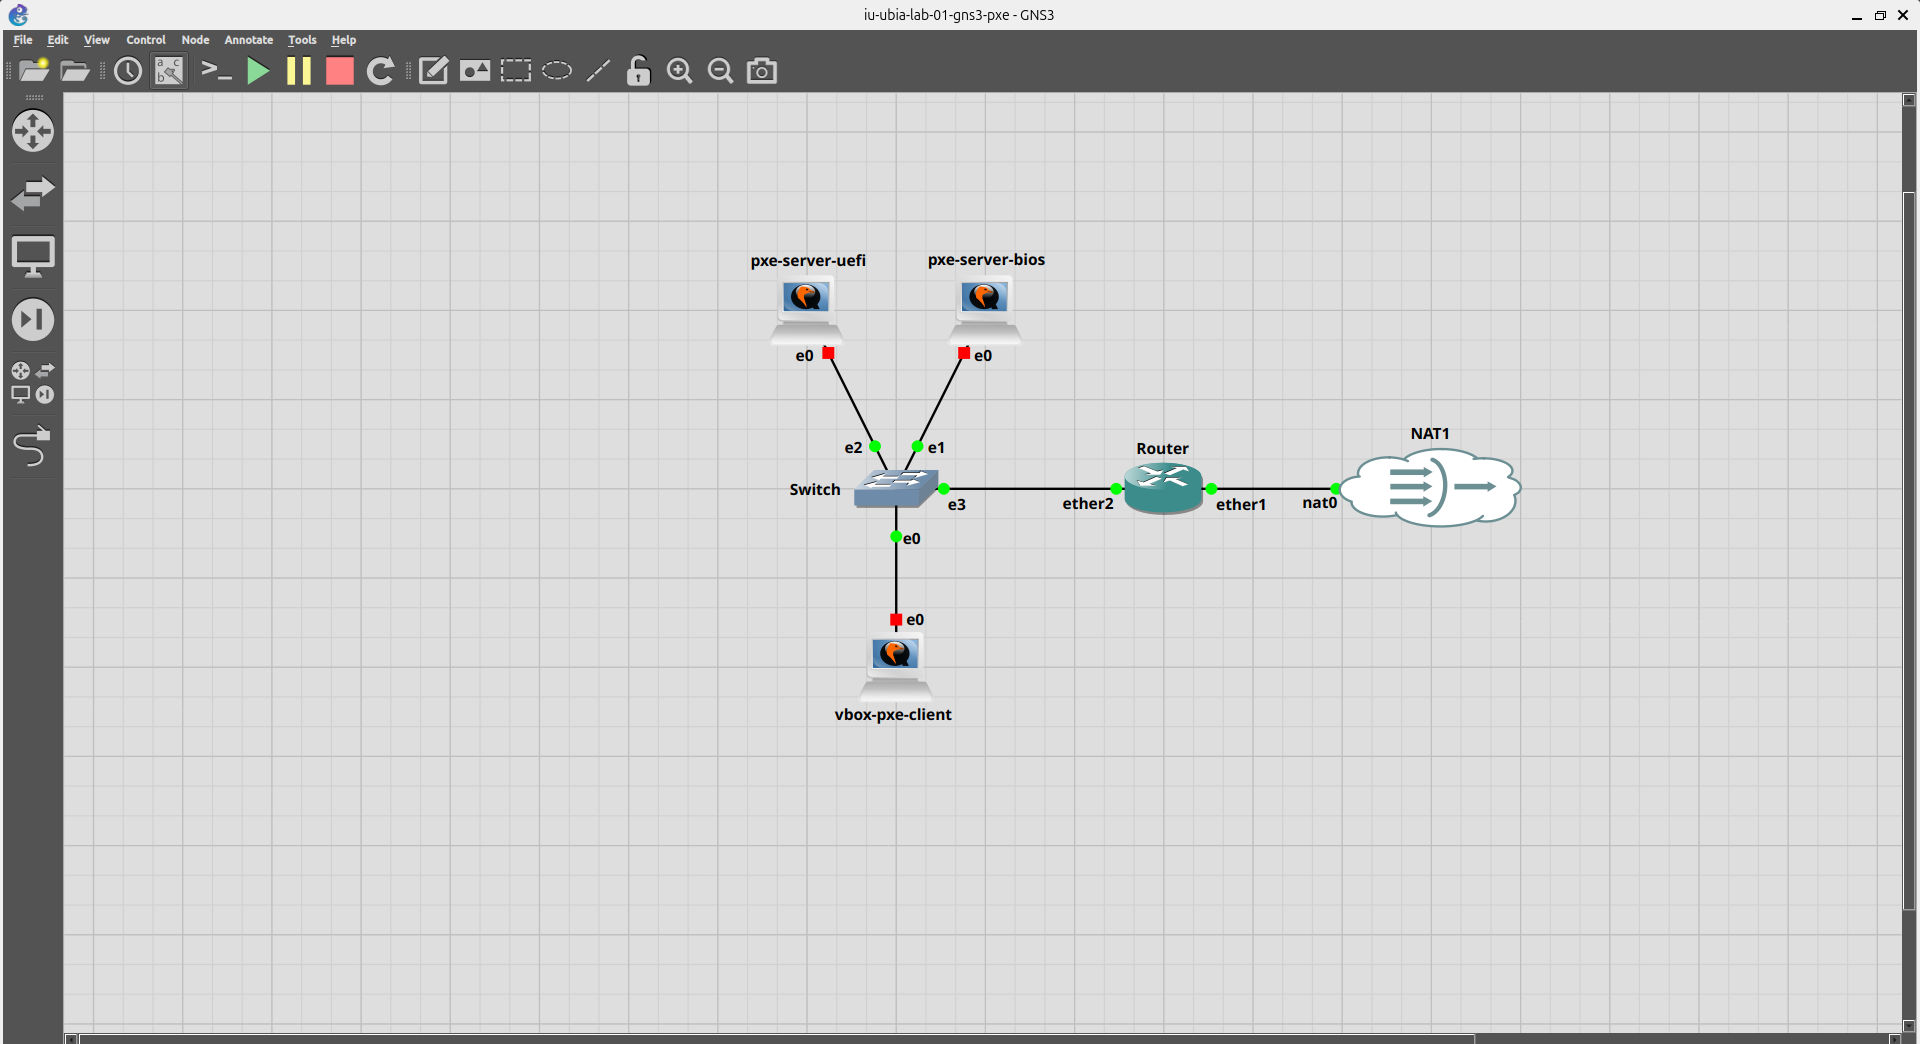 iu-ubia-lab-01-gns3-pxe - GNS3
File Edit View Control Node Annotate Tools Help
a c
b
>_
pxe-server-uefi
pxe-server-bios
e0
e0
NAT1
e2
e1
Router
Switch
e3
ether2
ether1
nat0
e0
e0
vbox-pxe-client